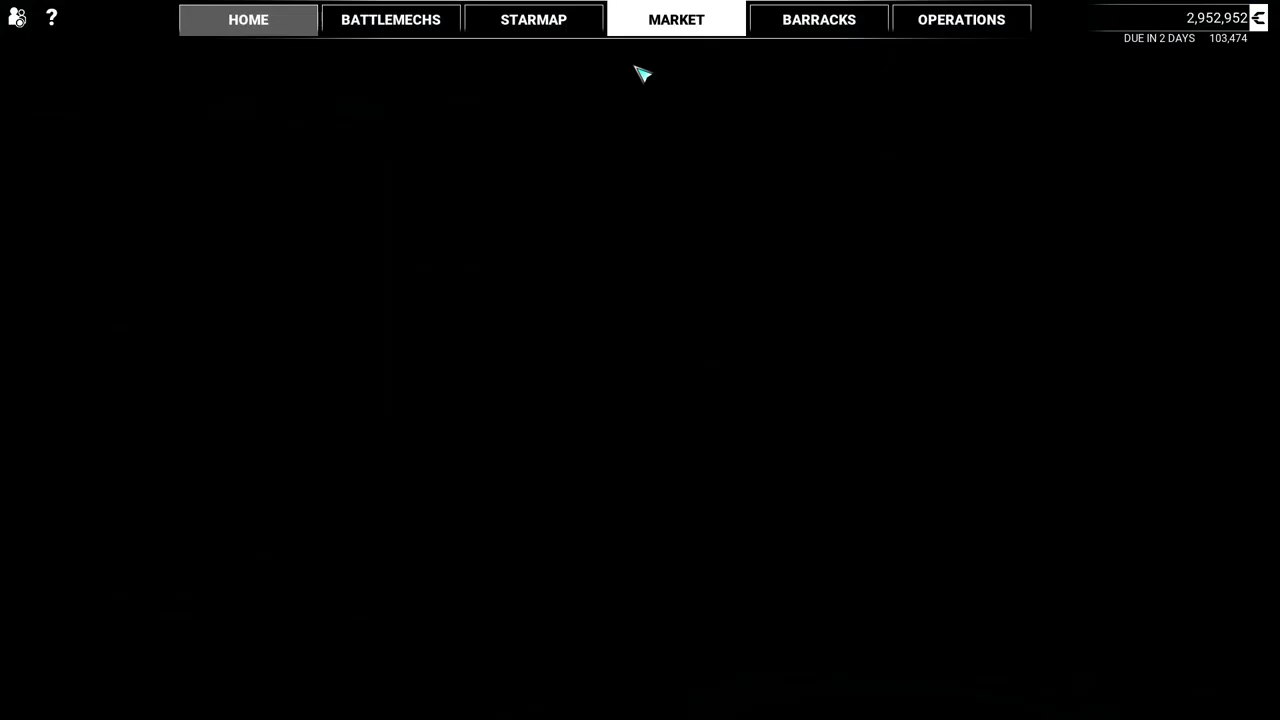 ?
HOME
BATTLEMECHS
STARMAP
MARKET
BARRACKS
OPERATIONS
2,952,952
DUE IN 2 DAYS 103,474